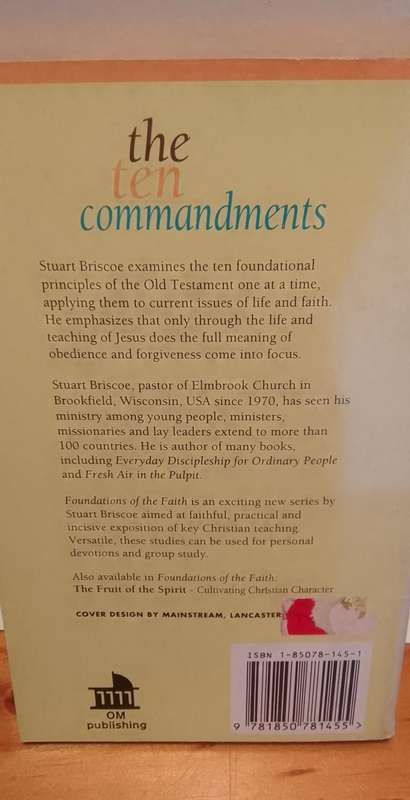 the
ten
commandments
Stuart Briscoe examines the ten foundational
principles of the Old Testament one at a time,
applying them to current issues of life and faith.
He emphasizes that only through the life and
teaching of Jesus does the full meaning of
obedience and forgiveness come into focus.
Stuart Briscoe, pastor of Elmbrook Church in
Brookfield, Wisconsin, USA since 1970, has seen his
ministry among young people, ministers,
missionaries and lay leaders extend to more than
100 countries. He is author of many books,
including Everyday Discipleship for Ordinary People
and Fresh Air in the Pulpit.
Foundations of the Faith is an exciting new series by
Stuart Briscoe aimed at faithful, practical and
incisive exposition of key Christian teaching.
Versatile, these studies can be used for personal
devotions and group study.
Also available in Foundations of the Faith:
The Fruit of the Spirit - Cultivating Christian Character
COVER DESIGN BY MAINSTREAM, LANCASTER
ISBN 1-85078-145-1
9 781850 781455 >
OM
publishing